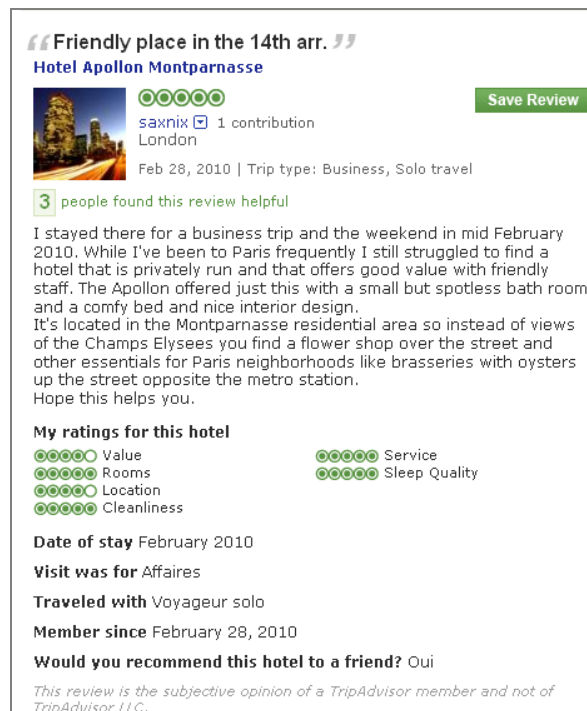 “ Friendly place in the 14th arr. ”
Hotel Apollon Montparnasse
Save Review
saxnix 1 contribution
London
Feb 28, 2010 | Trip type: Business, Solo travel
3 people found this review helpful
I stayed there for a business trip and the weekend in mid February
2010. While I've been to Paris frequently I still struggled to find a
hotel that is privately run and that offers good value with friendly
staff. The Apollon offered just this with a small but spotless bath room
and a comfy bed and nice interior design.
It's located in the Montparnasse residential area so instead of views
of the Champs Elysees you find a flower shop over the street and
other essentials for Paris neighborhoods like brasseries with oysters
up the street opposite the metro station.
Hope this helps you.
My ratings for this hotel
Value Service
Rooms Sleep Quality
Location
Cleanliness
Date of stay February 2010
Visit was for Affaires
Traveled with Voyageur solo
Member since February 28, 2010
Would you recommend this hotel to a friend? Oui
This review is the subjective opinion of a TripAdvisor member and not of
TripAdvisor LLC.